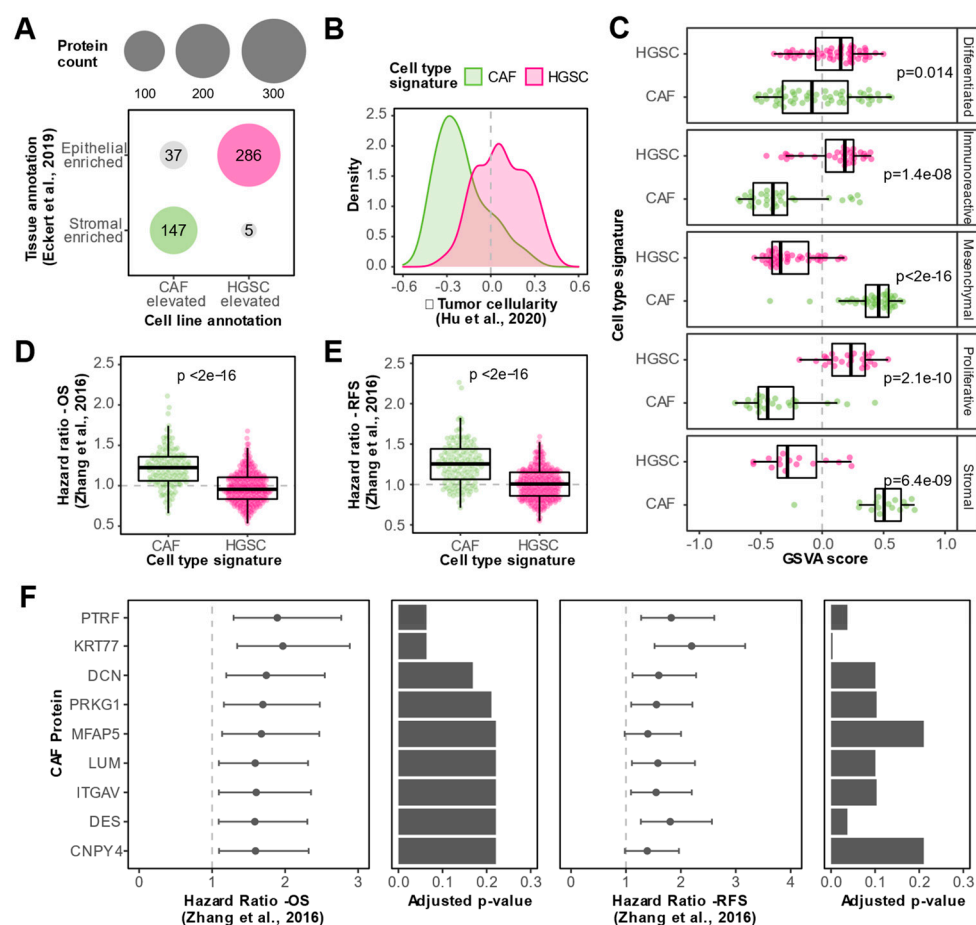 A
Protein
count
100 200 300
Tissue annotation
(Eckert et al., 2019)
Epithelial
enriched
37 286
Stromal
enriched
147 5
CAF
elevated
HGSC
elevated
Cell line annotation
B
Cell type
signature
CAF HGSC
Density
2.5
2.0
1.5
1.0
0.5
0.0
-0.6 -0.3 0.0 0.3 0.6
□ Tumor cellularity
(Hu et al., 2020)
C
Cell type signature
HGSC
CAF
p=0.014
Differentiated
HGSC
CAF
p=1.4e-08
Immunoreactive
HGSC
CAF
p<2e-16
Mesenchymal
HGSC
CAF
p=2.1e-10
Proliferative
HGSC
CAF
p=6.4e-09
Stromal
-1.0 -0.5 0.0 0.5 1.0
GSVA score
D
Hazard ratio -OS
(Zhang et al., 2016)
2.5
2.0
1.5
1.0
0.5
p <2e−16
CAF HGSC
Cell type signature
E
Hazard ratio -RFS
(Zhang et al., 2016)
2.5
2.0
1.5
1.0
0.5
p <2e−16
CAF HGSC
Cell type signature
F
CAF Protein
PTRF
KRT77
DCN
PRKG1
MFAP5
LUM
ITGAV
DES
CNPY4
0 1 2 3
Hazard Ratio -OS
(Zhang et al., 2016)
0.0 0.1 0.2 0.3
Adjusted p-value
0 1 2 3 4
Hazard Ratio -RFS
(Zhang et al., 2016)
0.0 0.1 0.2 0.3
Adjusted p-value